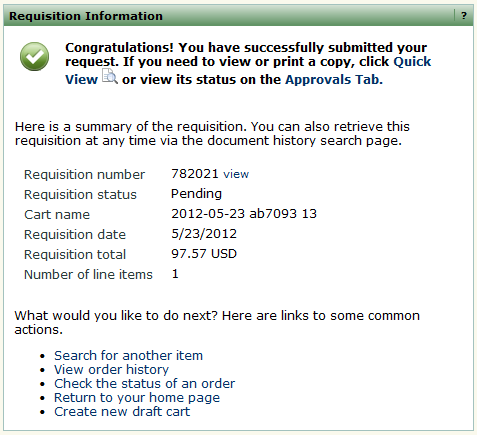 Requisition Information ?
Congratulations! You have successfully submitted your
request. If you need to view or print a copy, click Quick
View or view its status on the Approvals Tab.
Here is a summary of the requisition. You can also retrieve this
requisition at any time via the document history search page.
Requisition number 782021 view
Requisition status Pending
Cart name 2012-05-23 ab7093 13
Requisition date 5/23/2012
Requisition total 97.57 USD
Number of line items 1
What would you like to do next? Here are links to some common
actions.
• Search for another item
• View order history
• Check the status of an order
• Return to your home page
• Create new draft cart